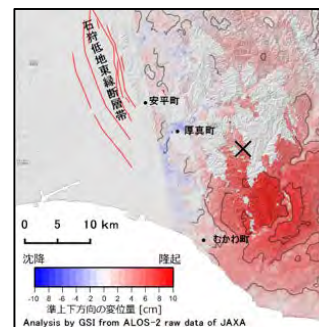 石狩低地東縁断層帯
安平町
厚真町
むかわ町
0 5 10 km
沈降 隆起
-10 -8 -6 -4 -2 0 2 4 6 8 10
準上下方向の変位量 [cm]
Analysis by GSI from ALOS-2 raw data of JAXA